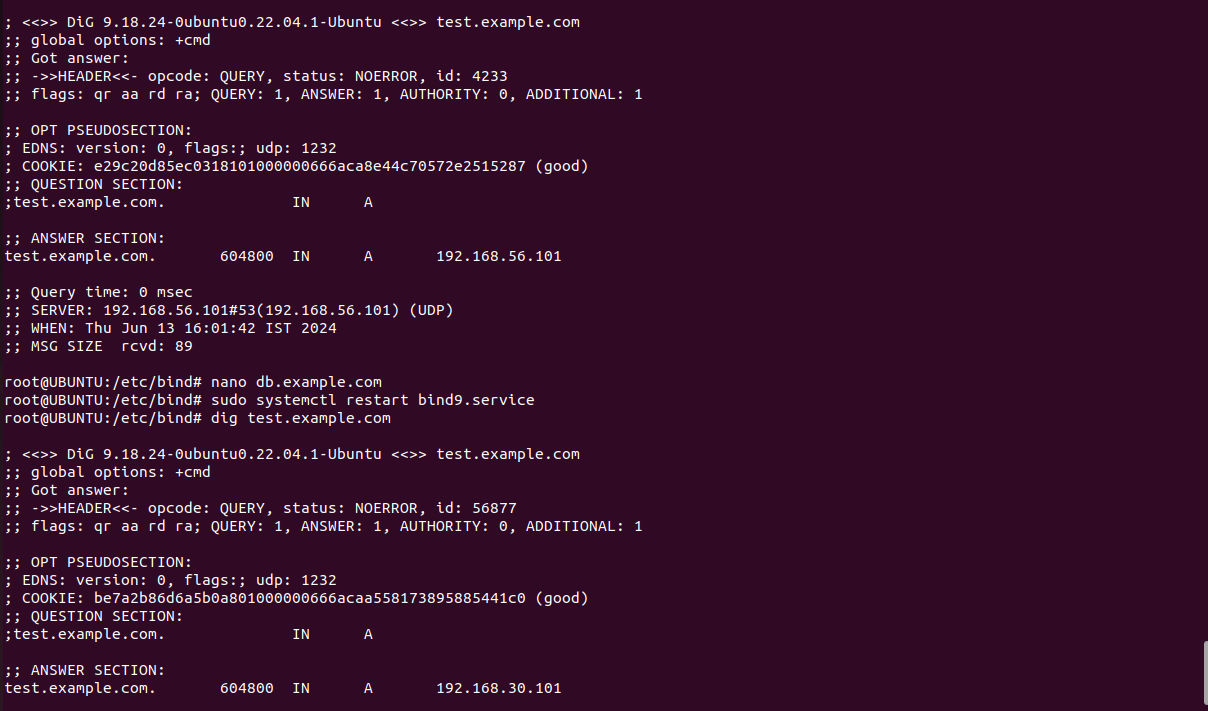 ; <<>> DiG 9.18.24-0ubuntu0.22.04.1-Ubuntu <<>> test.example.com
;; global options: +cmd
;; Got answer:
;; ->>HEADER<<- opcode: QUERY, status: NOERROR, id: 4233
;; flags: qr aa rd ra; QUERY: 1, ANSWER: 1, AUTHORITY: 0, ADDITIONAL: 1

;; OPT PSEUDOSECTION:
; EDNS: version: 0, flags:; udp: 1232
; COOKIE: e29c20d85ec0318101000000666aca8e44c70572e2515287 (good)
;; QUESTION SECTION:
;test.example.com.              IN      A

;; ANSWER SECTION:
test.example.com.       604800  IN      A       192.168.56.101

;; Query time: 0 msec
;; SERVER: 192.168.56.101#53(192.168.56.101) (UDP)
;; WHEN: Thu Jun 13 16:01:42 IST 2024
;; MSG SIZE  rcvd: 89

root@UBUNTU:/etc/bind# nano db.example.com
root@UBUNTU:/etc/bind# sudo systemctl restart bind9.service
root@UBUNTU:/etc/bind# dig test.example.com

; <<>> DiG 9.18.24-0ubuntu0.22.04.1-Ubuntu <<>> test.example.com
;; global options: +cmd
;; Got answer:
;; ->>HEADER<<- opcode: QUERY, status: NOERROR, id: 56877
;; flags: qr aa rd ra; QUERY: 1, ANSWER: 1, AUTHORITY: 0, ADDITIONAL: 1

;; OPT PSEUDOSECTION:
; EDNS: version: 0, flags:; udp: 1232
; COOKIE: be7a2b86d6a5b0a801000000666acaa558173895885441c0 (good)
;; QUESTION SECTION:
;test.example.com.              IN      A

;; ANSWER SECTION:
test.example.com.       604800  IN      A       192.168.30.101